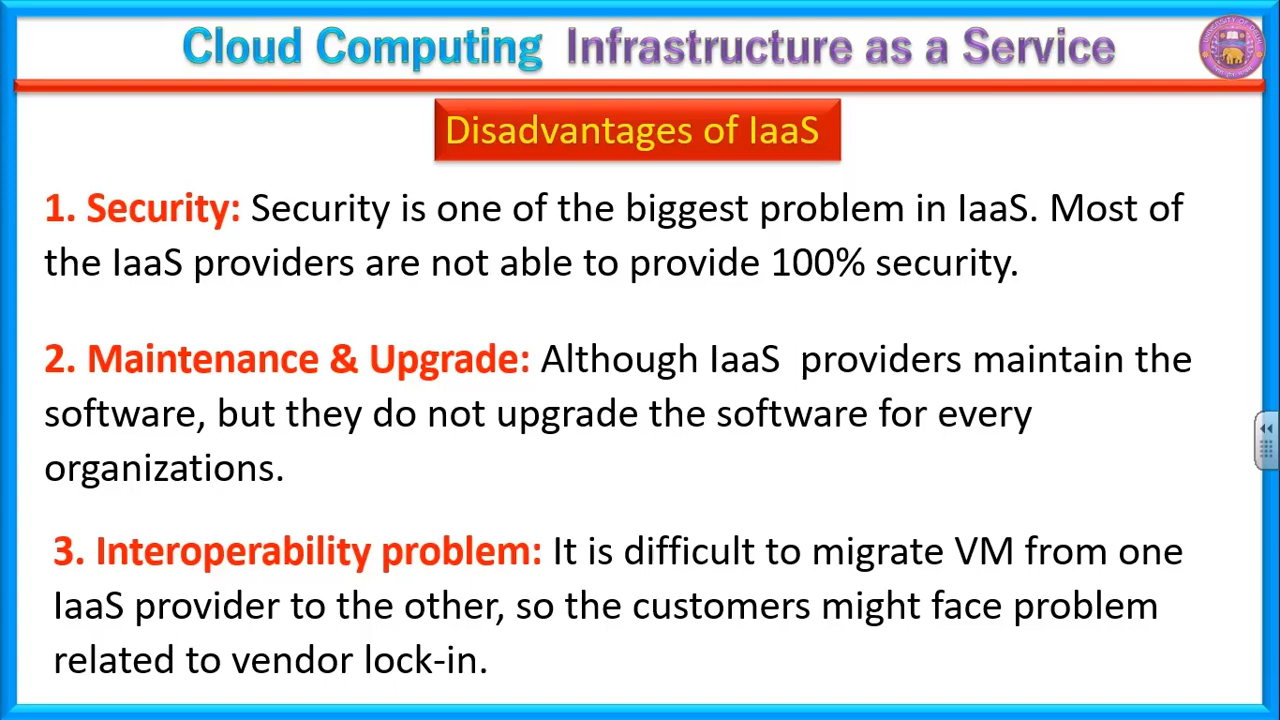 Cloud Computing Infrastructure as a Service
Disadvantages of IaaS
1. Security: Security is one of the biggest problem in IaaS. Most of
the IaaS providers are not able to provide 100% security.
2. Maintenance & Upgrade: Although IaaS providers maintain the
software, but they do not upgrade the software for every
organizations.
3. Interoperability problem: It is difficult to migrate VM from one
IaaS provider to the other, so the customers might face problem
related to vendor lock-in.